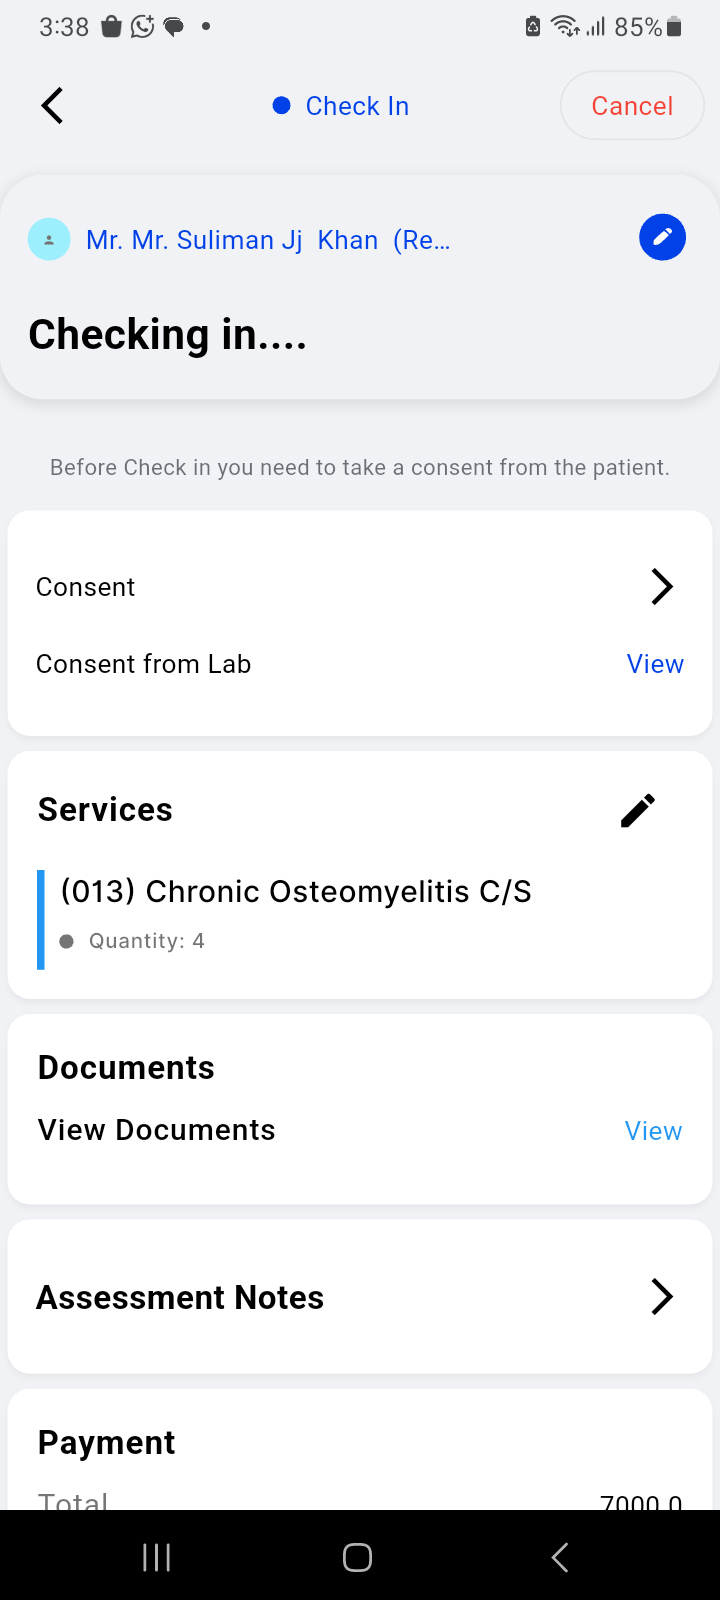 3:38
85%
Check In
Cancel
Mr. Mr. Suliman Jj  Khan  (Re...
Checking in....
Before Check in you need to take a consent from the patient.
Consent
Consent from Lab
View
Services
(013) Chronic Osteomyelitis C/S
Quantity: 4
Documents
View Documents
View
Assessment Notes
Payment
Total
7000.0